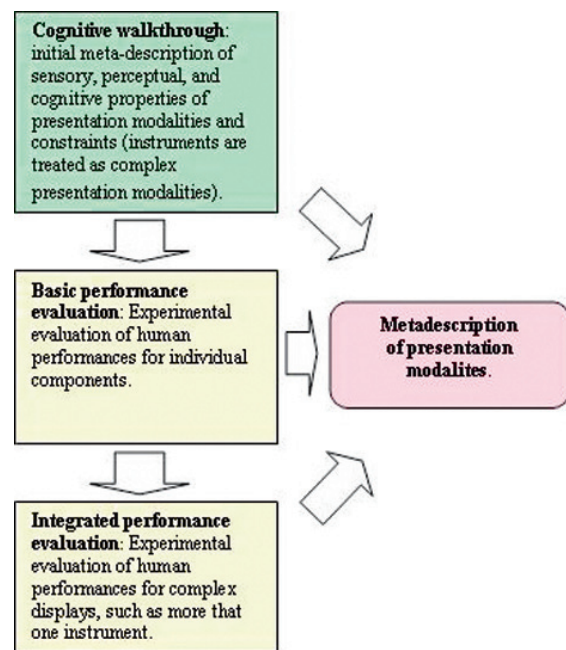 Cognitive walkthrough:
initial meta-description of
sensory, perceptual, and
cognitive properties of
presentation modalities and
constraints (instruments are
treated as complex
presentation modalities).
Basic performance
evaluation: Experimental
evaluation of human
performances for individual
components.
Metadescription
of presentation
modalites.
Integrated performance
evaluation: Experimental
evaluation of human
performances for complex
displays, such as more that
one instrument.